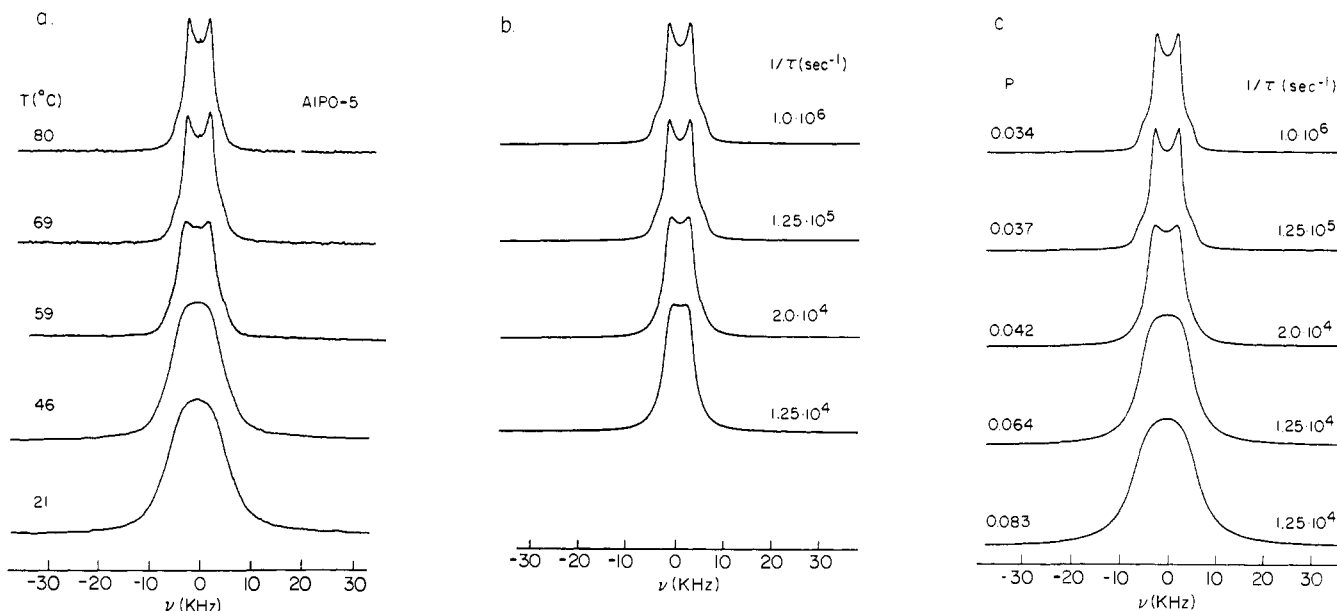 a.
T (°C)
AlPO-5
80
69
59
46
21
-30 -20 -10 0 10 20 30
ν (KHz)
b.
1/τ (sec⁻¹)
1.0·10⁶
1.25·10⁵
2.0·10⁴
1.25·10⁴
-30 -20 -10 0 10 20 30
ν (KHz)
c
P
1/τ (sec⁻¹)
0.034 1.0·10⁶
0.037 1.25·10⁵
0.042 2.0·10⁴
0.064 1.25·10⁴
0.083 1.25·10⁴
-30 -20 -10 0 10 20 30
ν (KHz)